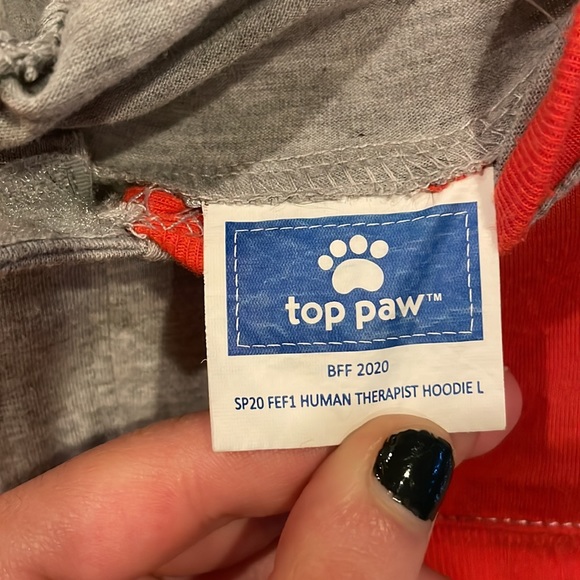 top paw™
BFF 2020
SP20 FEF1 HUMAN THERAPIST HOODIE L